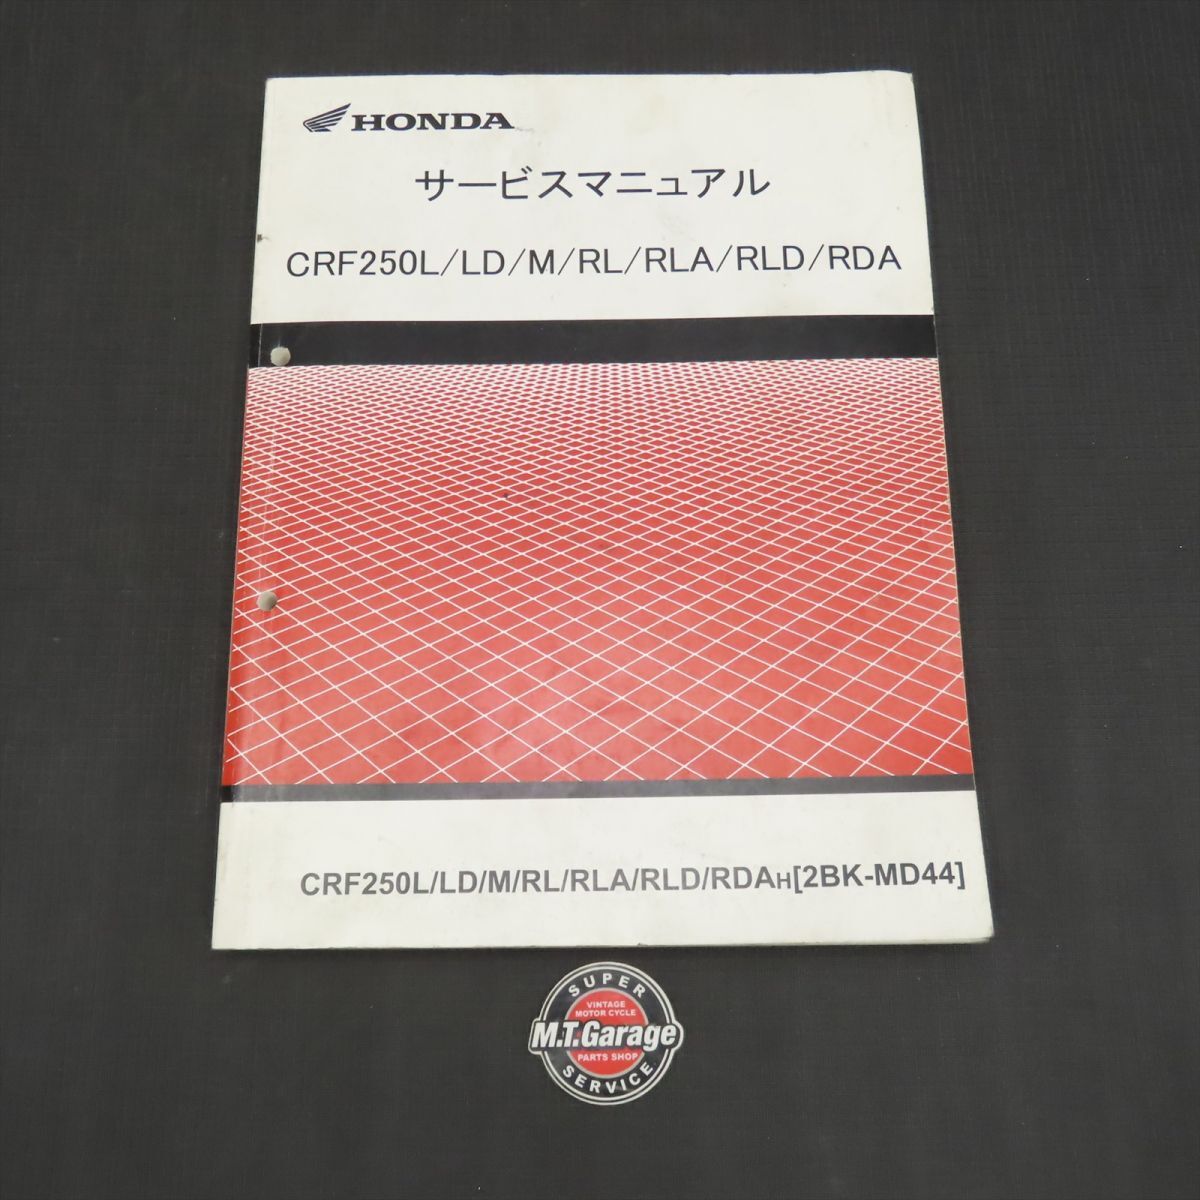 HONDA
サービスマニュアル
CRF250L/LD/M/RL/RLA/RLD/RDA
CRF250L/LD/M/RL/RLA/RLD/RDAH[2BK-MD44]
SUPER
VINTAGE
MOTOR CYCLE
M.T.Garage
PARTS SHOP
SERVICE